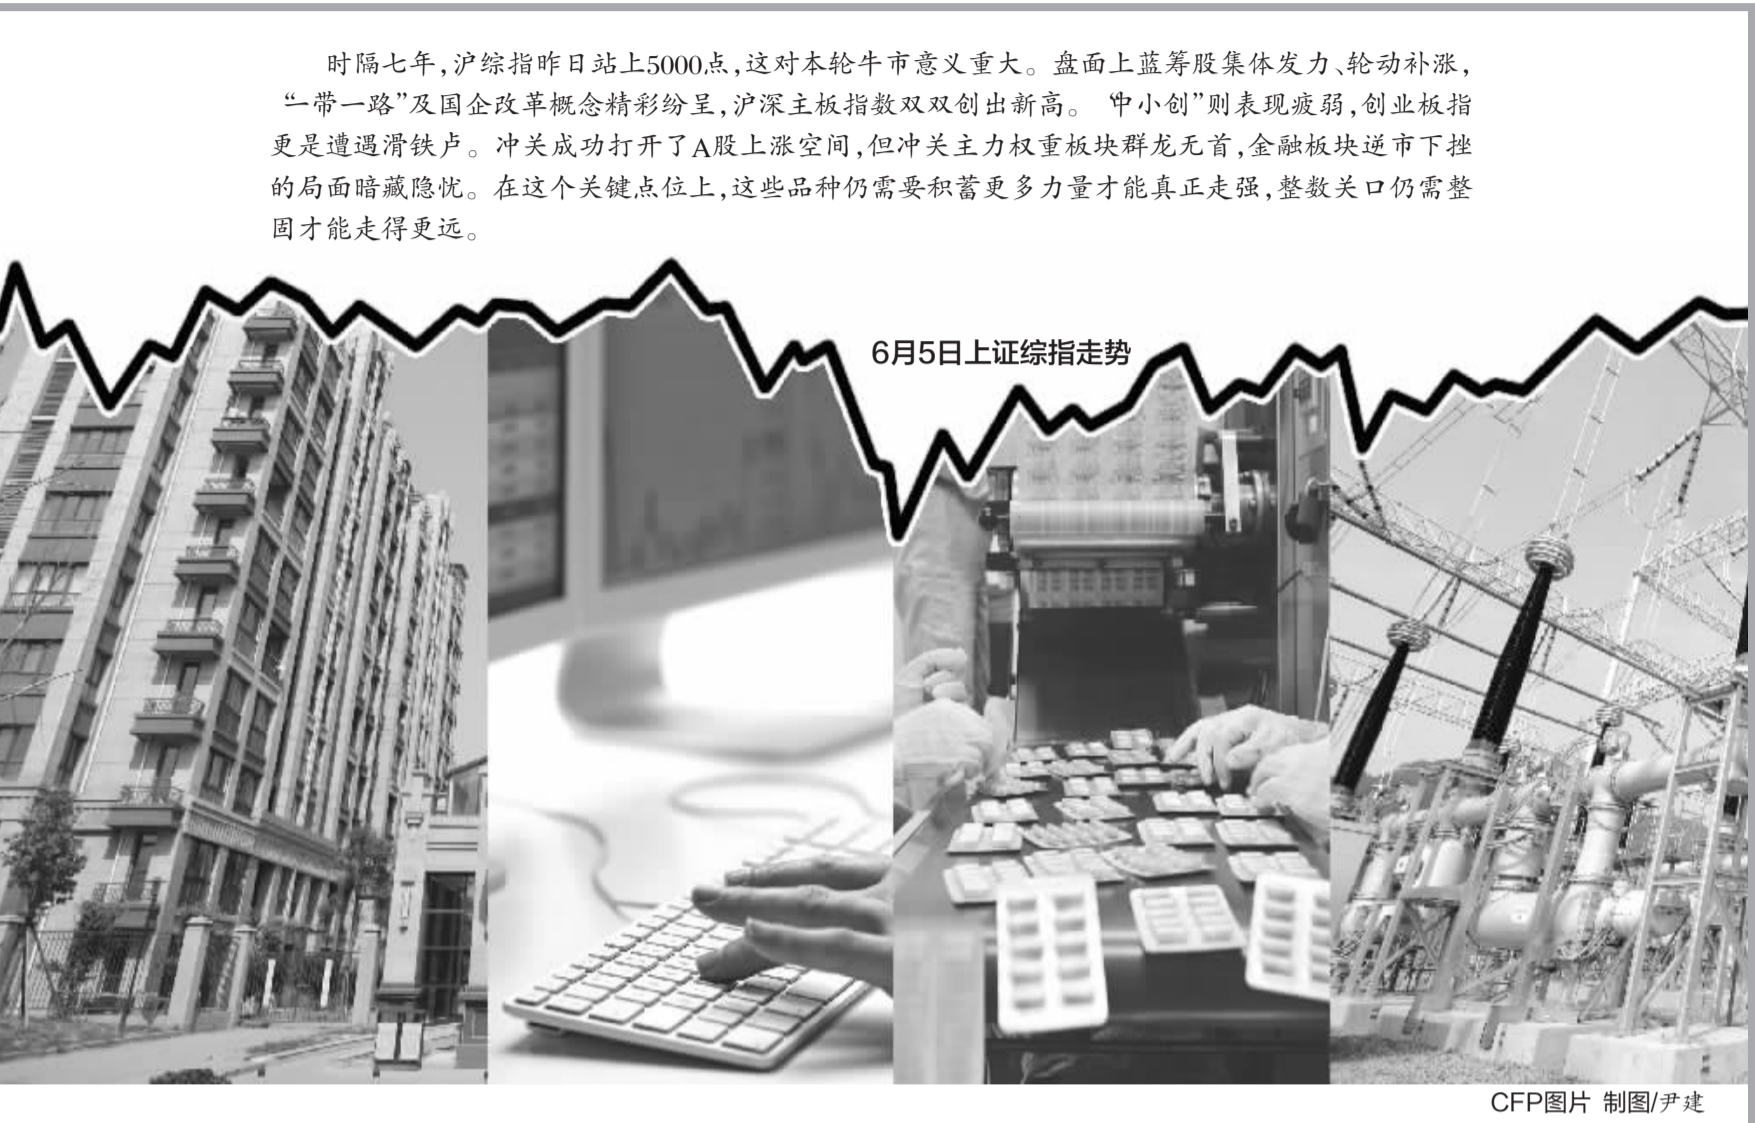 时隔七年,沪综指昨日站上5000点,这对本轮牛市意义重大。盘面上蓝筹股集体发力、轮动补涨,
“一带一路”及国企改革概念精彩纷呈,沪深主板指数双双创出新高。“中小创”则表现疲弱,创业板指
更是遭遇滑铁卢。冲关成功打开了A股上涨空间,但冲关主力权重板块群龙无首,金融板块逆市下挫
的局面暗藏隐忧。在这个关键点位上,这些品种仍需要积蓄更多力量才能真正走强,整数关口仍需整
固才能走得更远。
6月5日上证综指走势
CFP图片 制图/尹建